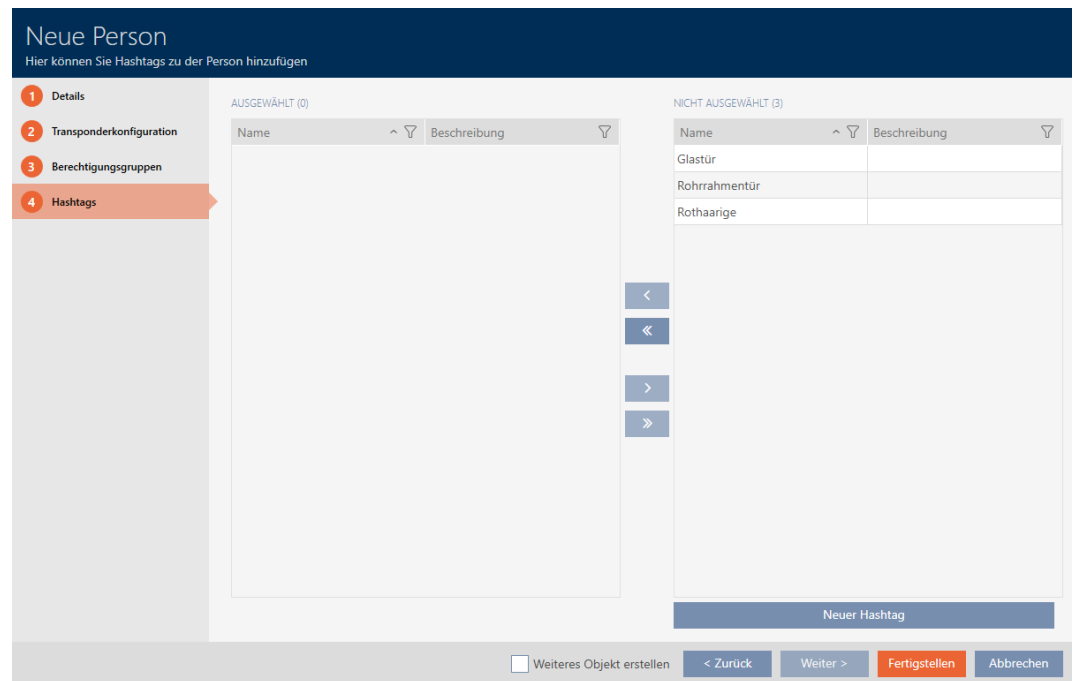 Neue Person
Hier können Sie Hashtags zu der Person hinzufügen
1 Details
2 Transponderkonfiguration
3 Berechtigungsgruppen
4 Hashtags
AUSGEWÄHLT (0)
Name Beschreibung
NICHT AUSGEWÄHLT (3)
Name Beschreibung
Glastür
Rohrrahmentür
Rothaarige
Neuer Hashtag
Weiteres Objekt erstellen < Zurück Weiter > Fertigstellen Abbrechen